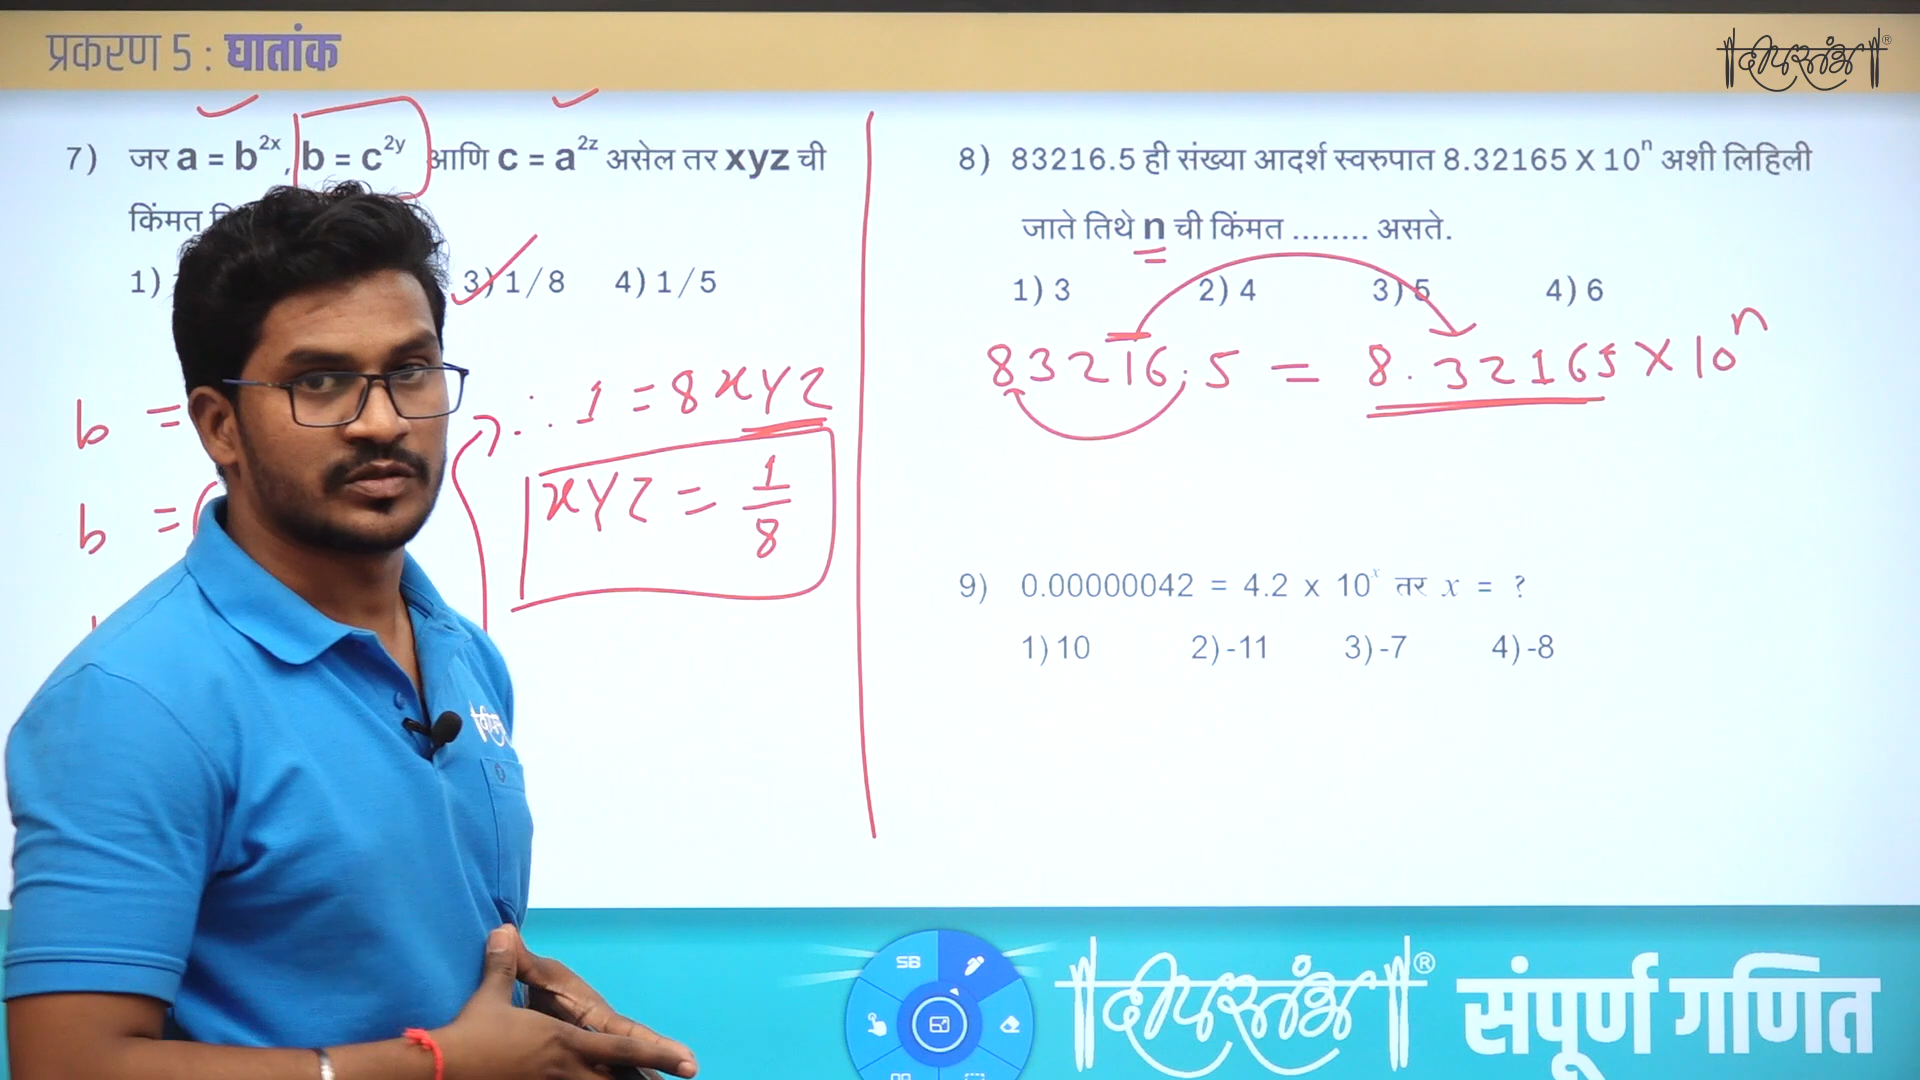 प्रकरण 5 : घातांक
दीपस्तंभ®
7) जर a = b^2x, b = c^2y आणि c = a^2z असेल तर xyz ची
किंमत
1) 3) 1/8 4) 1/5
b =
b = (
∴ 1 = 8xyz
xyz = 1/8
8) 83216.5 ही संख्या आदर्श स्वरुपात 8.32165 X 10^n अशी लिहिली
जाते तिथे n ची किंमत ........ असते.
1) 3 2) 4 3) 5 4) 6
83216.5 = 8.32165 X 10^n
9) 0.00000042 = 4.2 x 10^x तर x = ?
1) 10 2) -11 3) -7 4) -8
SB
दीपस्तंभ® संपूर्ण गणित